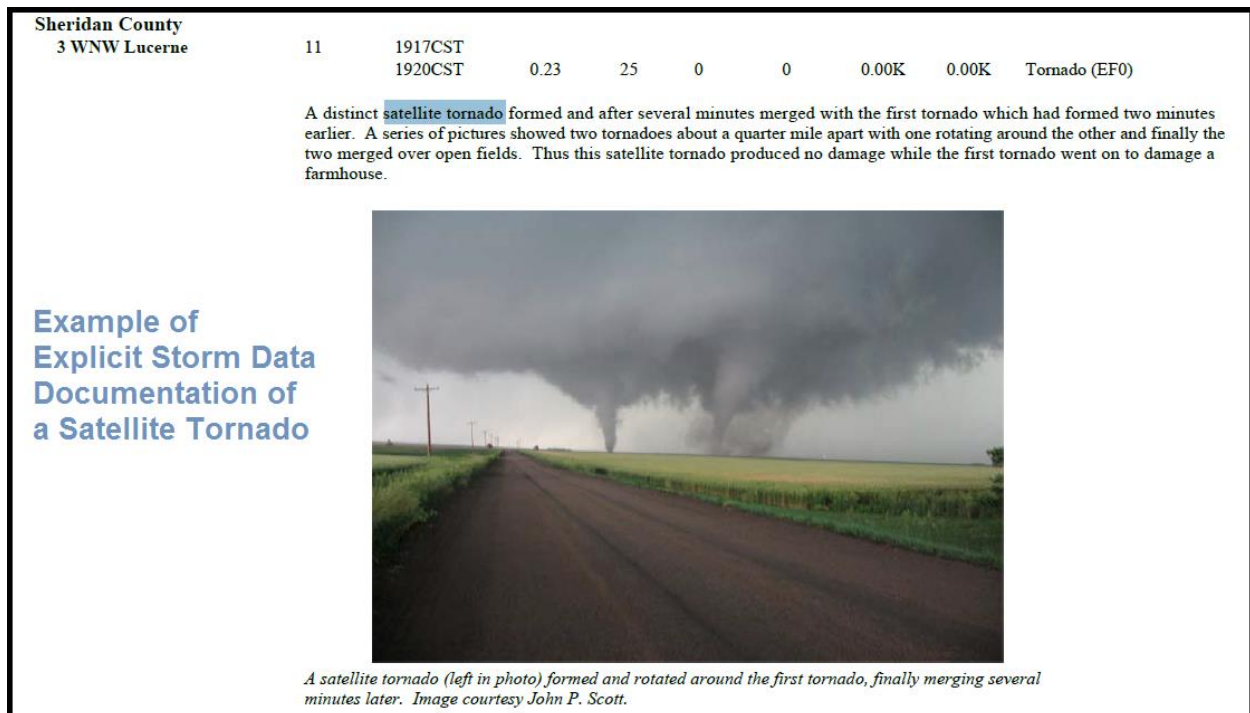 Sheridan County
3 WNW Lucerne 11 1917CST
1920CST 0.23 25 0 0 0.00K 0.00K Tornado (EF0)
A distinct satellite tornado formed and after several minutes merged with the first tornado which had formed two minutes
earlier. A series of pictures showed two tornadoes about a quarter mile apart with one rotating around the other and finally the
two merged over open fields. Thus this satellite tornado produced no damage while the first tornado went on to damage a
farmhouse.
Example of
Explicit Storm Data
Documentation of
a Satellite Tornado
A satellite tornado (left in photo) formed and rotated around the first tornado, finally merging several
minutes later. Image courtesy John P. Scott.